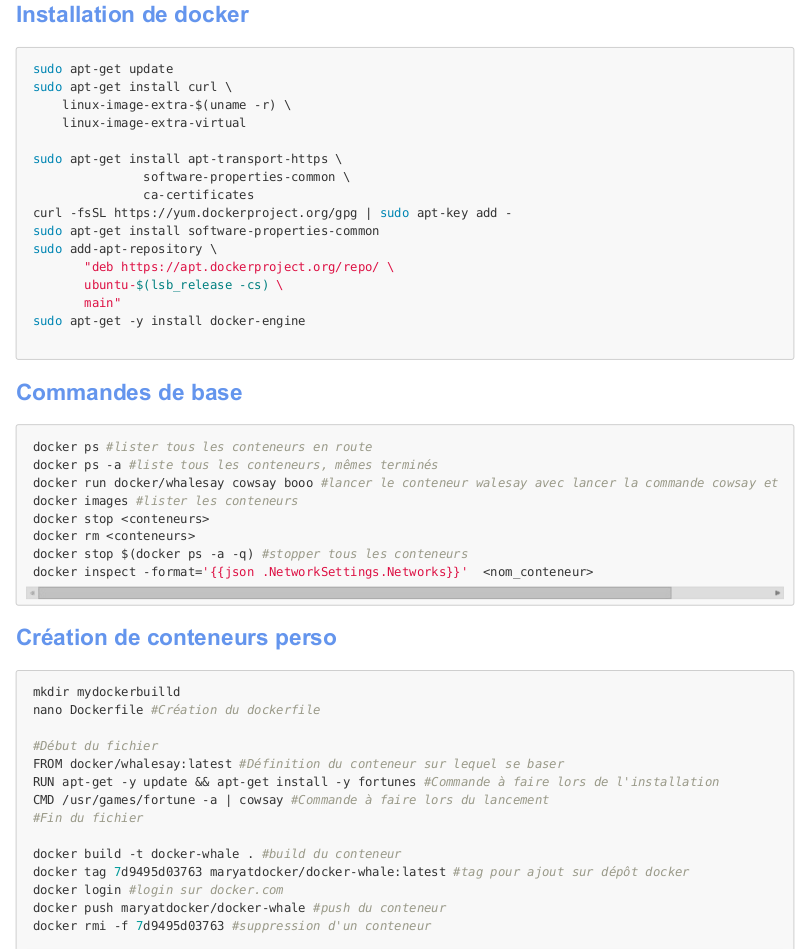 Installation de docker
sudo apt-get update
sudo apt-get install curl \
    linux-image-extra-$(uname -r) \
    linux-image-extra-virtual
sudo apt-get install apt-transport-https \
               software-properties-common \
               ca-certificates
curl -fsSL https://yum.dockerproject.org/gpg | sudo apt-key add -
sudo apt-get install software-properties-common
sudo add-apt-repository \
       "deb https://apt.dockerproject.org/repo/ \
       ubuntu-$(lsb_release -cs) \
       main"
sudo apt-get -y install docker-engine
Commandes de base
docker ps #lister tous les conteneurs en route
docker ps -a #liste tous les conteneurs, mêmes terminés
docker run docker/whalesay cowsay booo #lancer le conteneur walesay avec lancer la commande cowsay et
docker images #lister les conteneurs
docker stop <conteneurs>
docker rm <conteneurs>
docker stop $(docker ps -a -q) #stopper tous les conteneurs
docker inspect -format='{{json .NetworkSettings.Networks}}'  <nom_conteneur>
Création de conteneurs perso
mkdir mydockerbuilld
nano Dockerfile #Création du dockerfile
#Début du fichier
FROM docker/whalesay:latest #Définition du conteneur sur lequel se baser
RUN apt-get -y update && apt-get install -y fortunes #Commande à faire lors de l'installation
CMD /usr/games/fortune -a | cowsay #Commande à faire lors du lancement
#Fin du fichier
docker build -t docker-whale . #build du conteneur
docker tag 7d9495d03763 maryatdocker/docker-whale:latest #tag pour ajout sur dépôt docker
docker login #login sur docker.com
docker push maryatdocker/docker-whale #push du conteneur
docker rmi -f 7d9495d03763 #suppression d'un conteneur